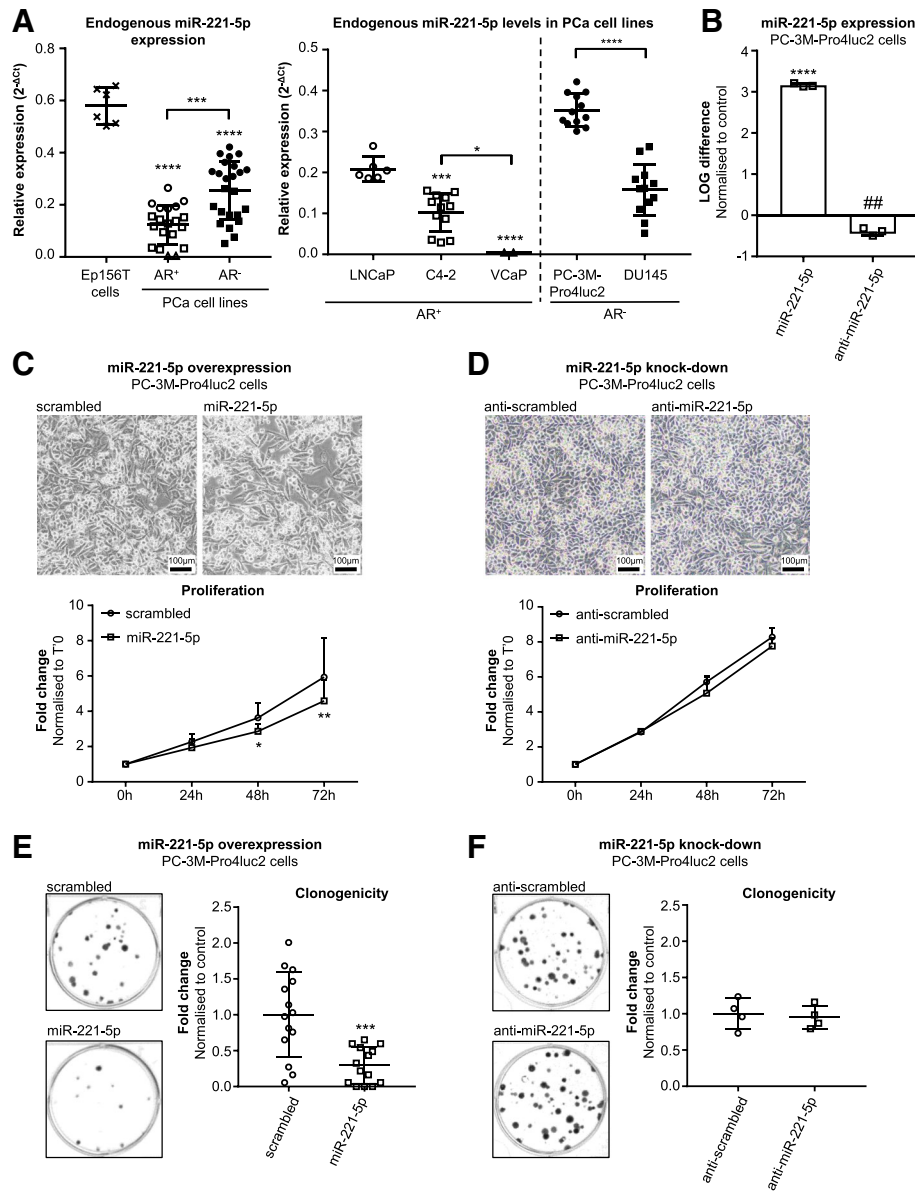 A
Endogenous miR-221-5p
expression
Relative expression (2-ΔCt)
0.8
0.6
0.4
0.2
0.0
***
****
****
Ep156T
cells
AR+
AR-
PCa cell lines
Endogenous miR-221-5p levels in PCa cell lines
Relative expression (2-ΔCt)
0.5
0.4
0.3
0.2
0.1
0.0
****
*
***
****
LNCaP
C4-2
VCaP
PC-3M-
Pro4luc2
DU145
AR+
AR-
B
miR-221-5p expression
PC-3M-Pro4luc2 cells
LOG difference
Normalised to control
4
3
2
1
0
-1
****
##
miR-221-5p
anti-miR-221-5p
C
miR-221-5p overexpression
PC-3M-Pro4luc2 cells
scrambled
miR-221-5p
100µm
100µm
Proliferation
Fold change
Normalised to T'0
10
8
6
4
2
0
scrambled
miR-221-5p
*
**
0h
24h
48h
72h
D
miR-221-5p knock-down
PC-3M-Pro4luc2 cells
anti-scrambled
anti-miR-221-5p
100µm
100µm
Proliferation
Fold change
Normalised to T'0
10
8
6
4
2
0
anti-scrambled
anti-miR-221-5p
0h
24h
48h
72h
E
miR-221-5p overexpression
PC-3M-Pro4luc2 cells
scrambled
miR-221-5p
Clonogenicity
Fold change
Normalised to control
2.5
2.0
1.5
1.0
0.5
0.0
***
scrambled
miR-221-5p
F
miR-221-5p knock-down
PC-3M-Pro4luc2 cells
anti-scrambled
anti-miR-221-5p
Clonogenicity
Fold change
Normalised to control
2.5
2.0
1.5
1.0
0.5
0.0
anti-scrambled
anti-miR-221-5p